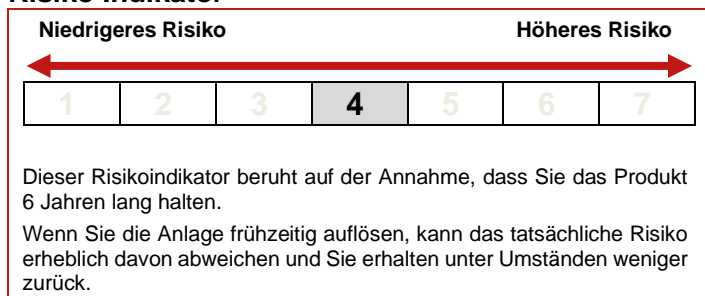 Niedrigeres Risiko Höheres Risiko
1 2 3 4 5 6 7
Dieser Risikoindikator beruht auf der Annahme, dass Sie das Produkt
6 Jahren lang halten.
Wenn Sie die Anlage frühzeitig auflösen, kann das tatsächliche Risiko
erheblich davon abweichen und Sie erhalten unter Umständen weniger
zurück.